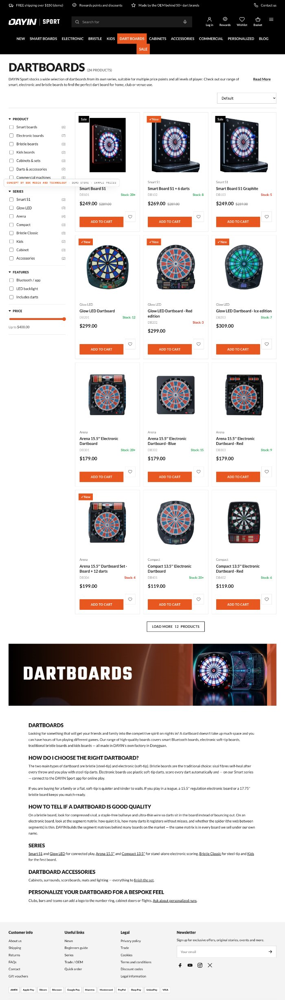 FREE shipping over $150 (demo)
Rewards points and discounts
Made by the OEM behind 50+ dart brands
Contact us
DAYIN SPORT
Search for
Log in
Rewards
Wishlist
Basket
NEW SMART BOARDS ELECTRONIC BRISTLE KIDS DART BOARDS CABINETS ACCESSORIES COMMERCIAL PERSONALIZED BLOG
SALE
DARTBOARDS (24 PRODUCTS)
DAYIN Sport stocks a wide selection of dartboards from its own series, suitable for multiple price points and all levels of player. Check out our range of
smart, electronic and bristle boards to find the perfect dart board for home, club or venue use.
Read More
Default
PRODUCT
Smart boards (6)
Electronic boards (7)
Bristle boards (3)
Kids boards (2)
Cabinets & sets (3)
Darts & accessories (2)
Commercial machines (1)
CONCEPT BY BBK MEDIA AND TECHNOLOGY · DEMO STORE · SAMPLE PRICES
SERIES
Smart S1 (3)
Glow LED (3)
Arena (4)
Compact (3)
Bristle Classic (3)
Kids (2)
Cabinet (3)
Accessories (2)
FEATURES
Bluetooth / app
LED backlight
Includes darts
PRICE
Up to $400.00
Sale
Smart Board S1
DB101 Stock: 20+
$249.00 $289.00
ADD TO CART
✓New
Smart S1
Smart Board S1 + 6 darts
DB102 Stock: 8
$269.00 $289.00
ADD TO CART
Sale
Smart S1
Smart Board S1 Graphite
DB103 Stock: 5
$249.00 $289.00
ADD TO CART
✓New
Glow LED
Glow LED Dartboard
DB201 Stock: 12
$299.00
ADD TO CART
✓New
Glow LED
Glow LED Dartboard · Red
edition
DB202 Stock: 3
$299.00
ADD TO CART
✓New
Glow LED
Glow LED Dartboard · Ice edition
DB203 Stock: 7
$309.00
ADD TO CART
Arena
Arena 15.5″ Electronic
Dartboard
DB301 Stock: 20+
$179.00
ADD TO CART
Arena
Arena 15.5″ Electronic
Dartboard · Blue
DB302 Stock: 15
$179.00
ADD TO CART
Arena
Arena 15.5″ Electronic
Dartboard · Red
DB303 Stock: 9
$179.00
ADD TO CART
✓New
Arena
Arena 15.5″ Dartboard Set ·
Board + 12 darts
DB304 Stock: 4
$199.00
ADD TO CART
Compact
Compact 13.5″ Electronic
Dartboard
DB401 Stock: 20+
$119.00
ADD TO CART
Compact
Compact 13.5″ Electronic
Dartboard · Red
DB402 Stock: 6
$119.00
ADD TO CART
LOAD MORE 12 PRODUCTS
DARTBOARDS
DARTBOARDS
Looking for something that will get your friends and family into the competitive spirit on nights in? A dartboard doesn't take up much space and you
can have hours of fun playing different games. Our range of high-quality boards covers smart Bluetooth boards, electronic soft-tip boards,
traditional bristle boards and kids boards — all made in DAYIN's own factory in Dongguan.
HOW DO I CHOOSE THE RIGHT DARTBOARD?
The two main types of dartboard are bristle (steel-tip) and electronic (soft-tip). Bristle boards are the traditional choice: sisal fibres self-heal after
every throw and you play with steel-tip darts. Electronic boards use plastic soft-tip darts, score every dart automatically and — on our Smart series
— connect to the DAYIN Sport app for online play.
If you are buying for a family or a flat, soft-tip is quieter and kinder to walls. If you play in a league, a 15.5″ regulation electronic board or a 17.75″
bristle board keeps you match-ready.
HOW TO TELL IF A DARTBOARD IS GOOD QUALITY
On a bristle board, look for compressed sisal, a staple-free bullseye and ultra-thin wire so darts sit in the board instead of bouncing out. On an
electronic board, look at the segment matrix: how quiet it is, how many darts it registers without misses, and whether the spider (the web between
segments) is thin. DAYIN builds the segment matrices behind many boards on the market — the same matrix is in every board we sell under our own
name.
SERIES
Smart S1 and Glow LED for connected play, Arena 15.5″ and Compact 13.5″ for stand-alone electronic scoring, Bristle Classic for steel-tip and Kids
for the first board.
DARTBOARD ACCESSORIES
Cabinets, surrounds, scoreboards, mats and lighting — everything to finish the set.
PERSONALIZE YOUR DARTBOARD FOR A BESPOKE FEEL
Clubs, bars and teams can add a logo to the number ring, cabinet doors or flights. Ask about personalized runs.
Customer info
About us
Shipping
Returns
FAQs
Contact
Gift vouchers
Useful links
News
Beginners guide
Series
Trade / OEM
Quick order
Legal
Privacy policy
Trade
Cookies
Terms and conditions
Discount codes
Legal information
Newsletter
Sign up for exclusive offers, original stories, events and more.
Your email
AMEX Apple Pay Diners Discover Google Pay Maestro Mastercard PayPal Shop Pay UnionPay VISA